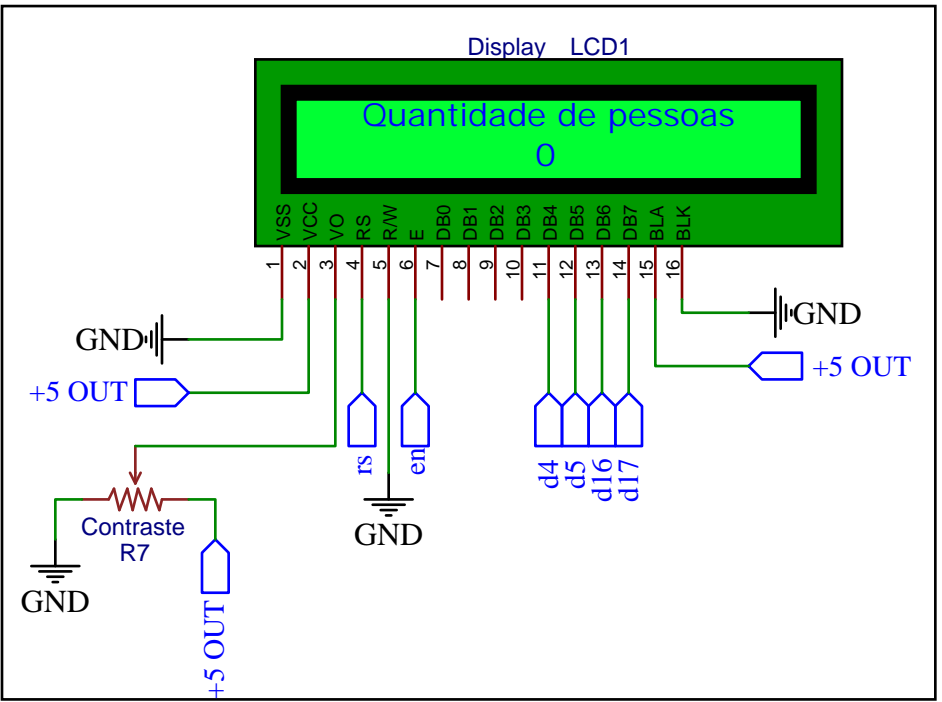 Display LCD1
Quantidade de pessoas
0
VSS
VCC
VO
RS
R/W
E
DB0
DB1
DB2
DB3
DB4
DB5
DB6
DB7
BLA
BLK
1
2
3
4
5
6
7
8
9
10
11
12
13
14
15
16
GND
GND
+5 OUT
+5 OUT
rs
en
d4
d5
d16
d17
Contraste
R7
GND
GND
+5 OUT